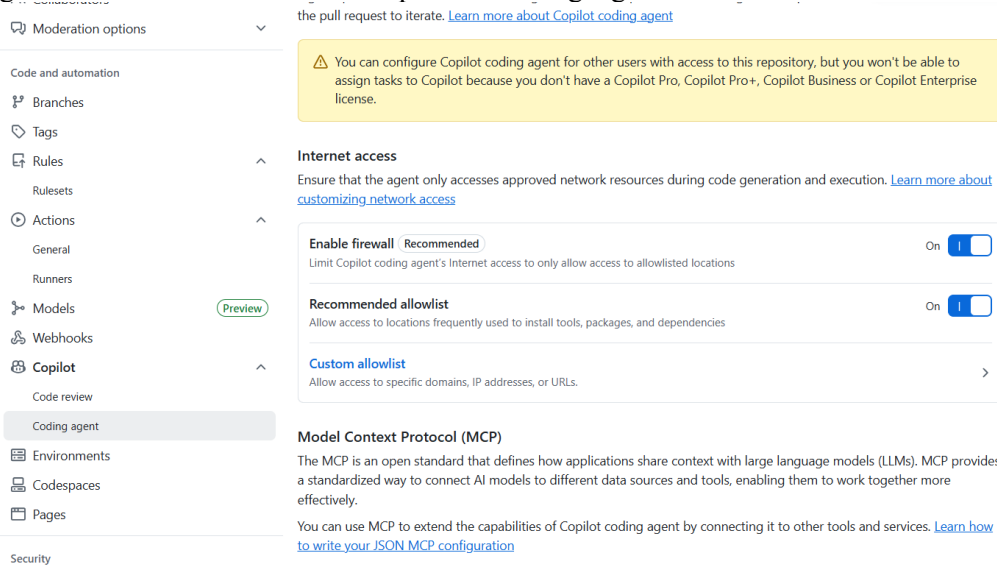 Moderation options
Code and automation
Branches
Tags
Rules
Rulesets
Actions
General
Runners
Models
Preview
Webhooks
Copilot
Code review
Coding agent
Environments
Codespaces
Pages
Security
the pull request to iterate. Learn more about Copilot coding agent
You can configure Copilot coding agent for other users with access to this repository, but you won't be able to
assign tasks to Copilot because you don't have a Copilot Pro, Copilot Pro+, Copilot Business or Copilot Enterprise
license.
Internet access
Ensure that the agent only accesses approved network resources during code generation and execution. Learn more about
customizing network access
Enable firewall Recommended
On
Limit Copilot coding agent's Internet access to only allow access to allowlisted locations
Recommended allowlist
On
Allow access to locations frequently used to install tools, packages, and dependencies
Custom allowlist
Allow access to specific domains, IP addresses, or URLs.
Model Context Protocol (MCP)
The MCP is an open standard that defines how applications share context with large language models (LLMs). MCP provides
a standardized way to connect AI models to different data sources and tools, enabling them to work together more
effectively.
You can use MCP to extend the capabilities of Copilot coding agent by connecting it to other tools and services. Learn how
to write your JSON MCP configuration